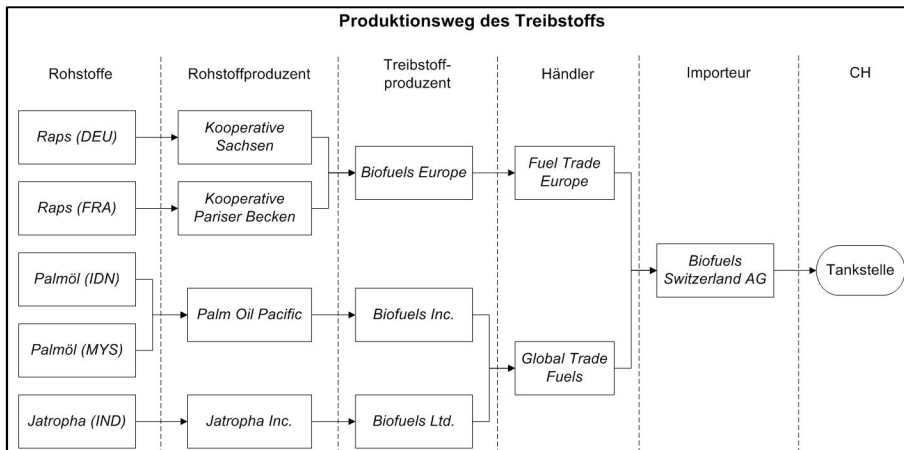 Produktionsweg des Treibstoffs
Rohstoffe
Rohstoffproduzent
Treibstoff-
produzent
Händler
Importeur
CH
Raps (DEU)
Kooperative
Sachsen
Biofuels Europe
Fuel Trade
Europe
Raps (FRA)
Kooperative
Pariser Becken
Palmöl (IDN)
Palmöl (MYS)
Palm Oil Pacific
Biofuels Inc.
Global Trade
Fuels
Biofuels
Switzerland AG
Tankstelle
Jatropha (IND)
Jatropha Inc.
Biofuels Ltd.